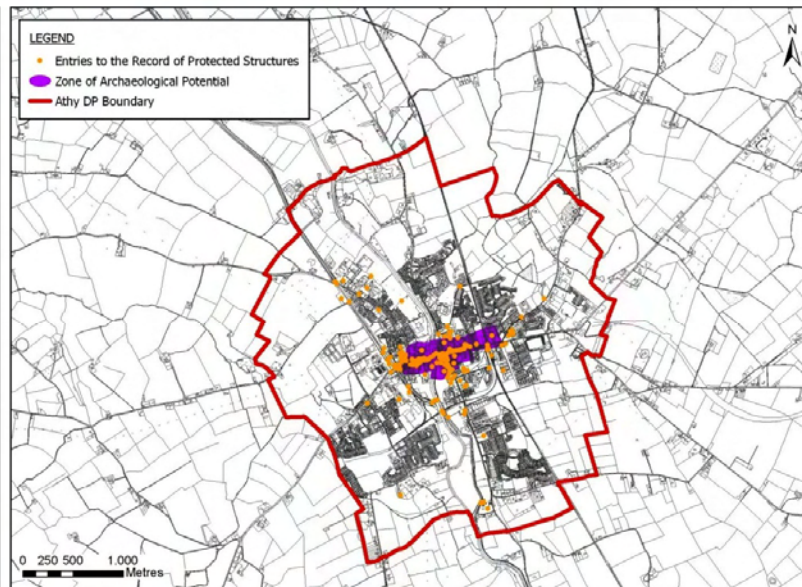 LEGEND
Entries to the Record of Protected Structures
Zone of Archaeological Potential
Athy DP Boundary
N
0 250 500 1,000
Metres